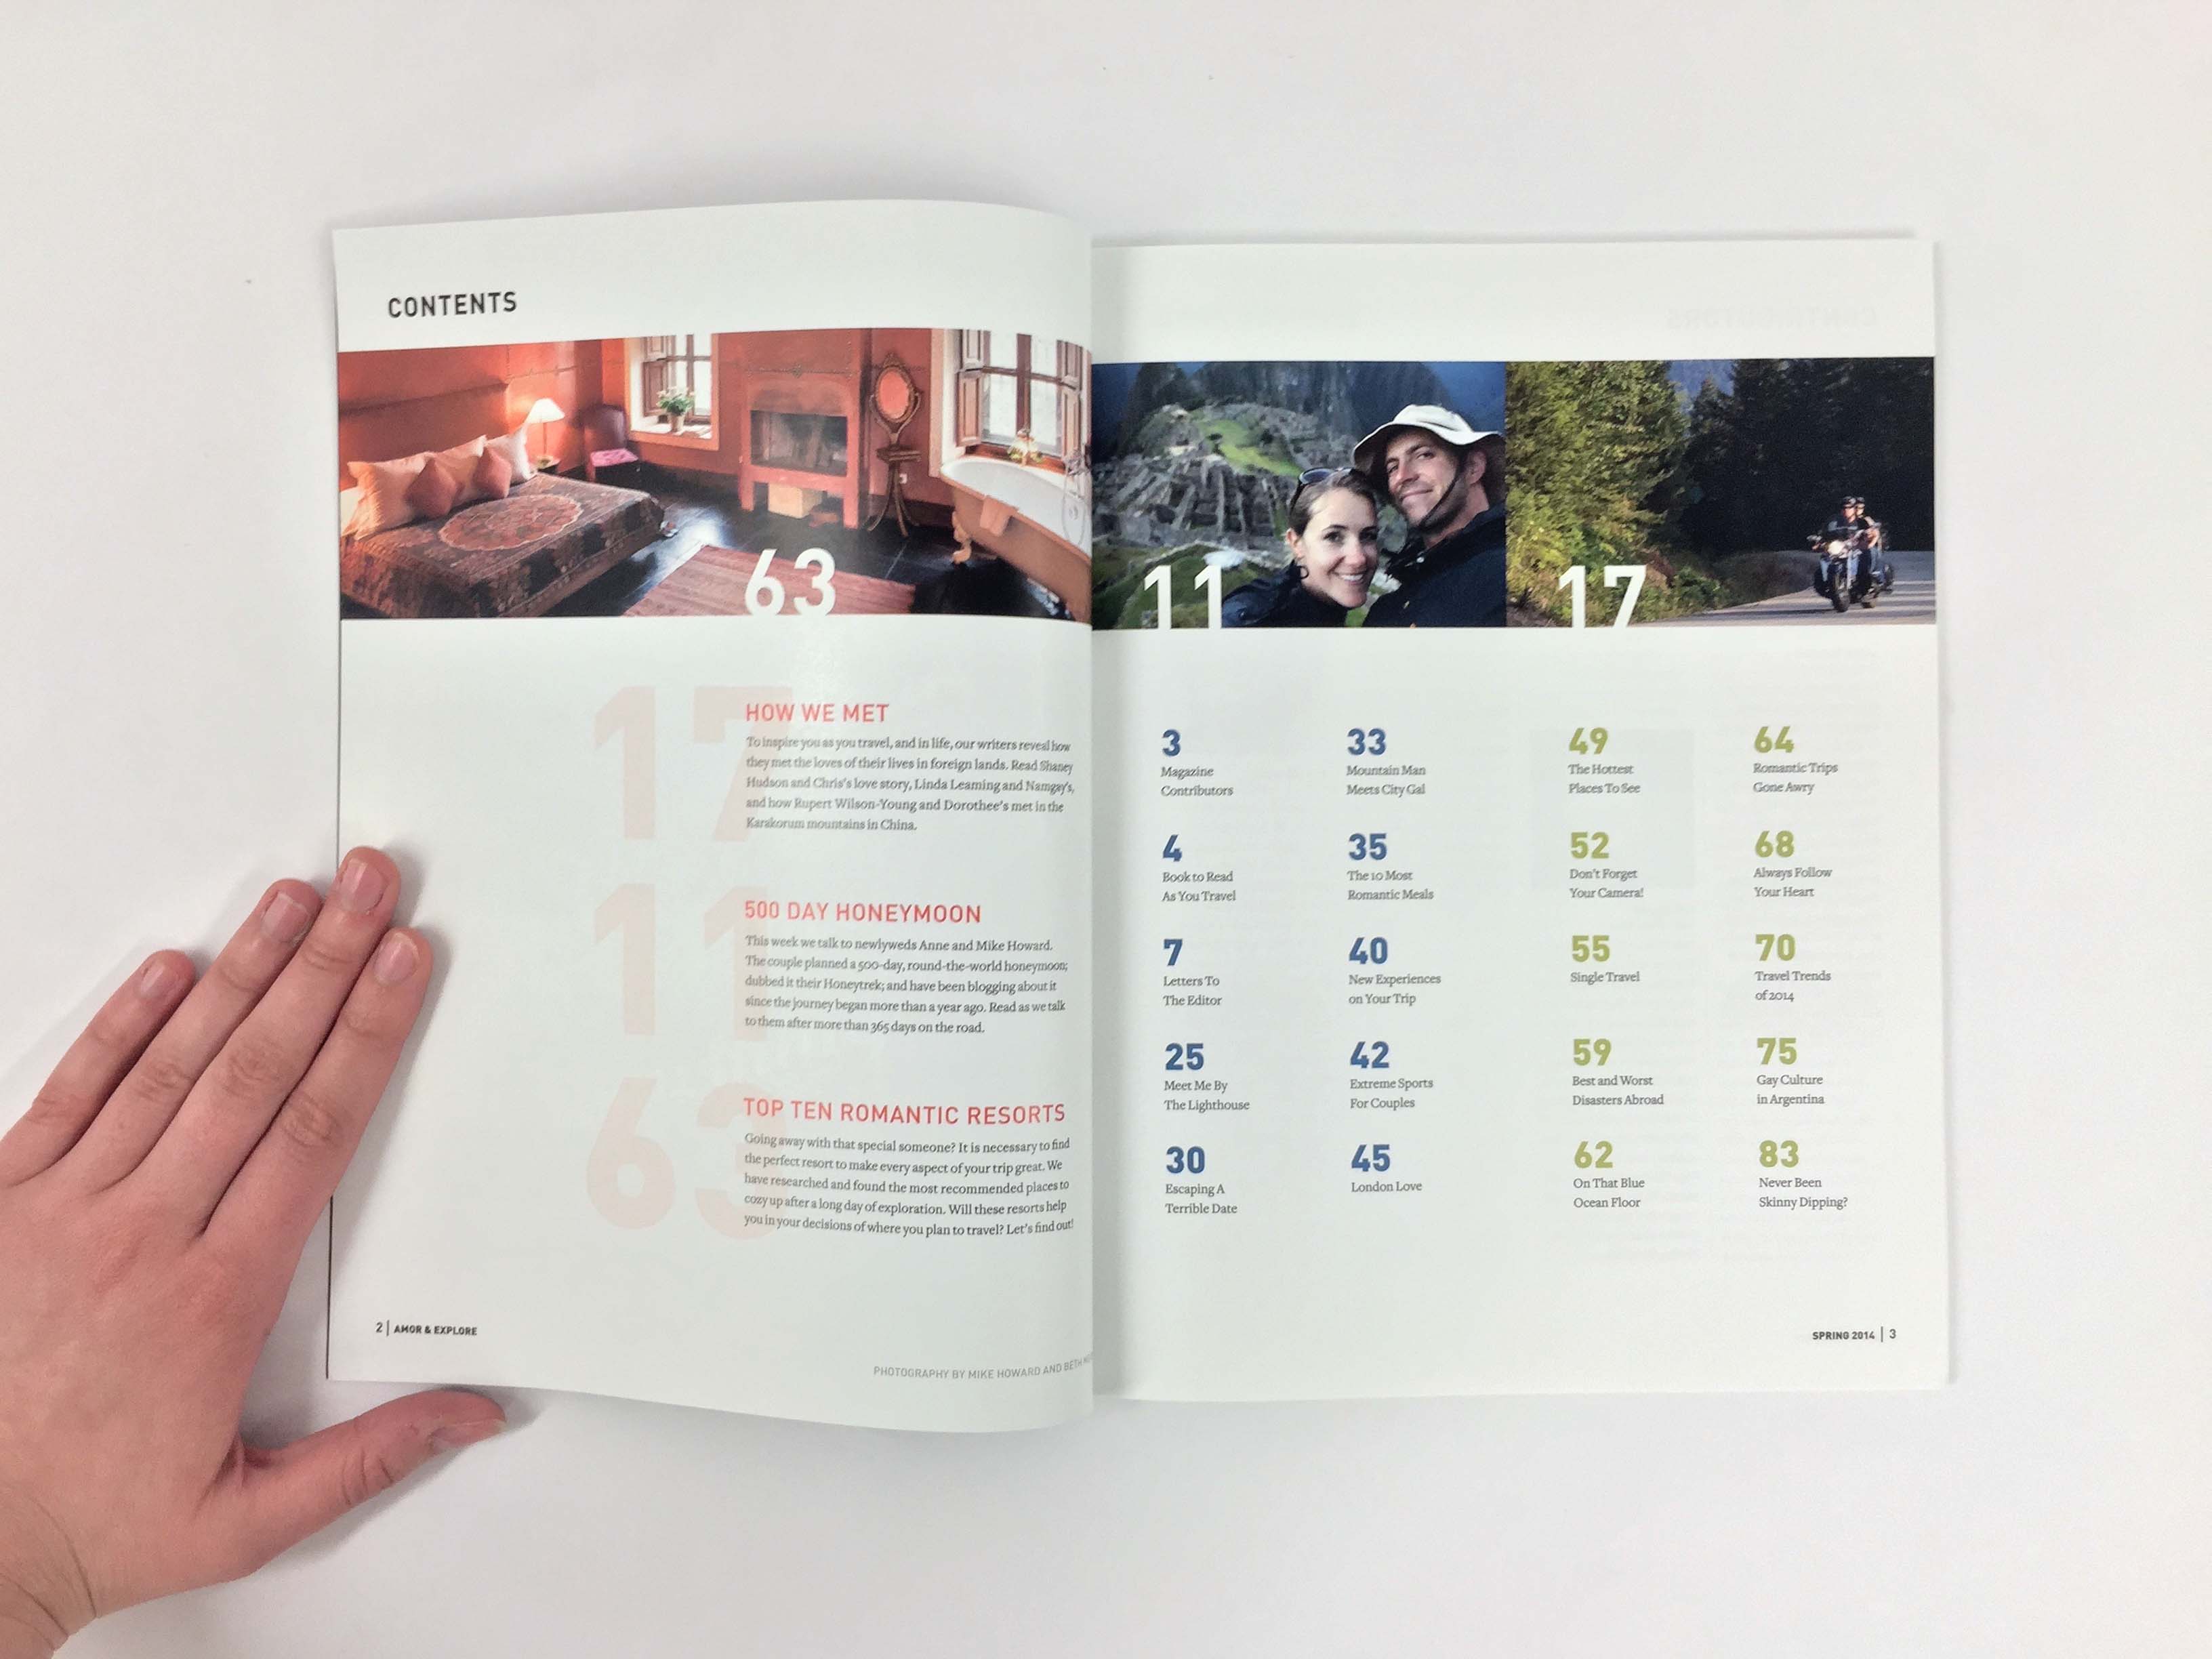 CONTENTS
63
17
HOW WE MET
To inspire you as you travel, and in life, our writers reveal how
they met the loves of their lives in foreign lands. Read Shaney
Hudson and Chris's love story, Linda Leaming and Namgay's,
and how Rupert Wilson-Young and Dorothee's met in the
Karakorum mountains in China.
11
500 DAY HONEYMOON
This week we talk to newlyweds Anne and Mike Howard.
The couple planned a 500-day, round-the-world honeymoon;
dubbed it their Honeytrek; and have been blogging about it
since the journey began more than a year ago. Read as we talk
to them after more than 365 days on the road.
63
TOP TEN ROMANTIC RESORTS
Going away with that special someone? It is necessary to find
the perfect resort to make every aspect of your trip great. We
have researched and found the most recommended places to
cozy up after a long day of exploration. Will these resorts help
you in your decisions of where you plan to travel? Let's find out!
2 | AMOR & EXPLORE
PHOTOGRAPHY BY MIKE HOWARD AND BETH
11
17
3
Magazine
Contributors
4
Book to Read
As You Travel
7
Letters To
The Editor
25
Meet Me By
The Lighthouse
30
Escaping A
Terrible Date
33
Mountain Man
Meets City Gal
35
The 10 Most
Romantic Meals
40
New Experiences
on Your Trip
42
Extreme Sports
For Couples
45
London Love
49
The Hottest
Places To See
52
Don't Forget
Your Camera!
55
Single Travel
59
Best and Worst
Disasters Abroad
62
On That Blue
Ocean Floor
64
Romantic Trips
Gone Awry
68
Always Follow
Your Heart
70
Travel Trends
of 2014
75
Gay Culture
in Argentina
83
Never Been
Skinny Dipping?
SPRING 2014 | 3